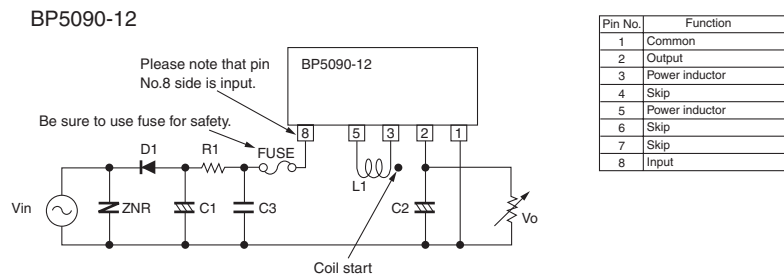 BP5090-12
Please note that pin
No.8 side is input.
BP5090-12
Be sure to use fuse for safety.
8 5 3 2 1
D1 R1 FUSE
L1
Vin ZNR C1 C3 C2 Vo
Coil start
Pin No. Function
1 Common
2 Output
3 Power inductor
4 Skip
5 Power inductor
6 Skip
7 Skip
8 Input